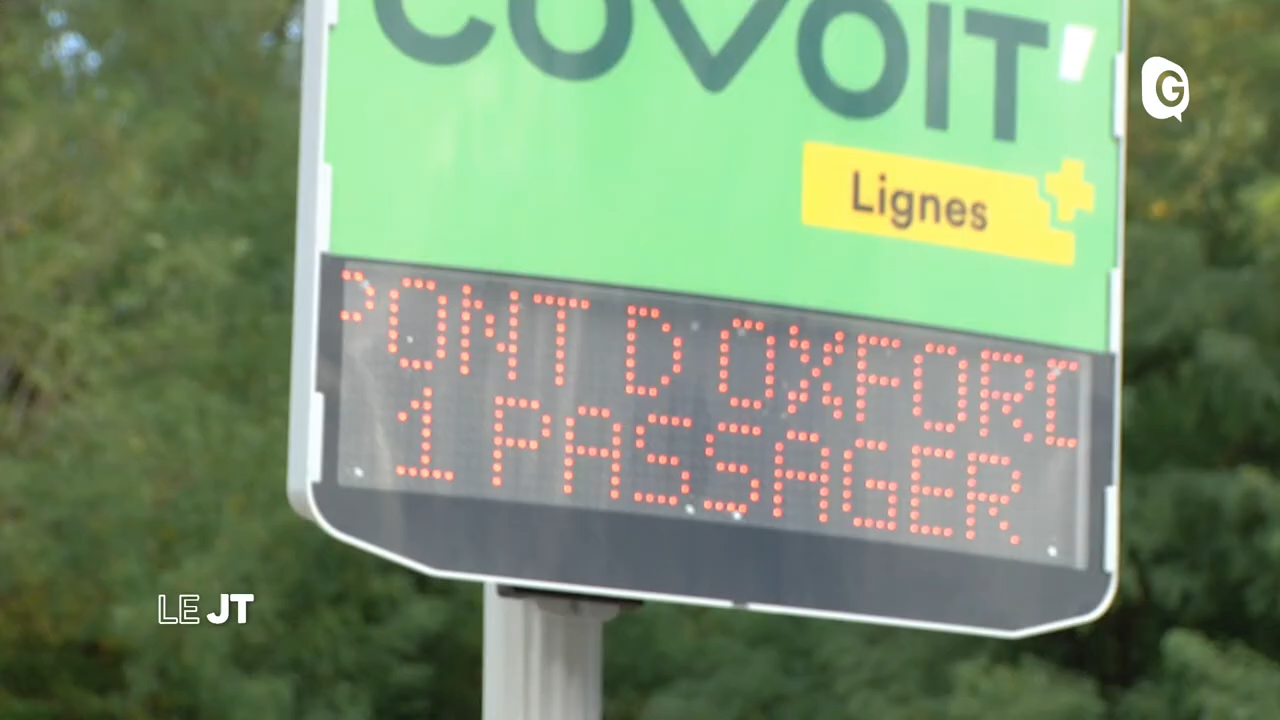 COVOIT'
Lignes
PONT D OXFORD
1 PASSAGER
G
LE JT